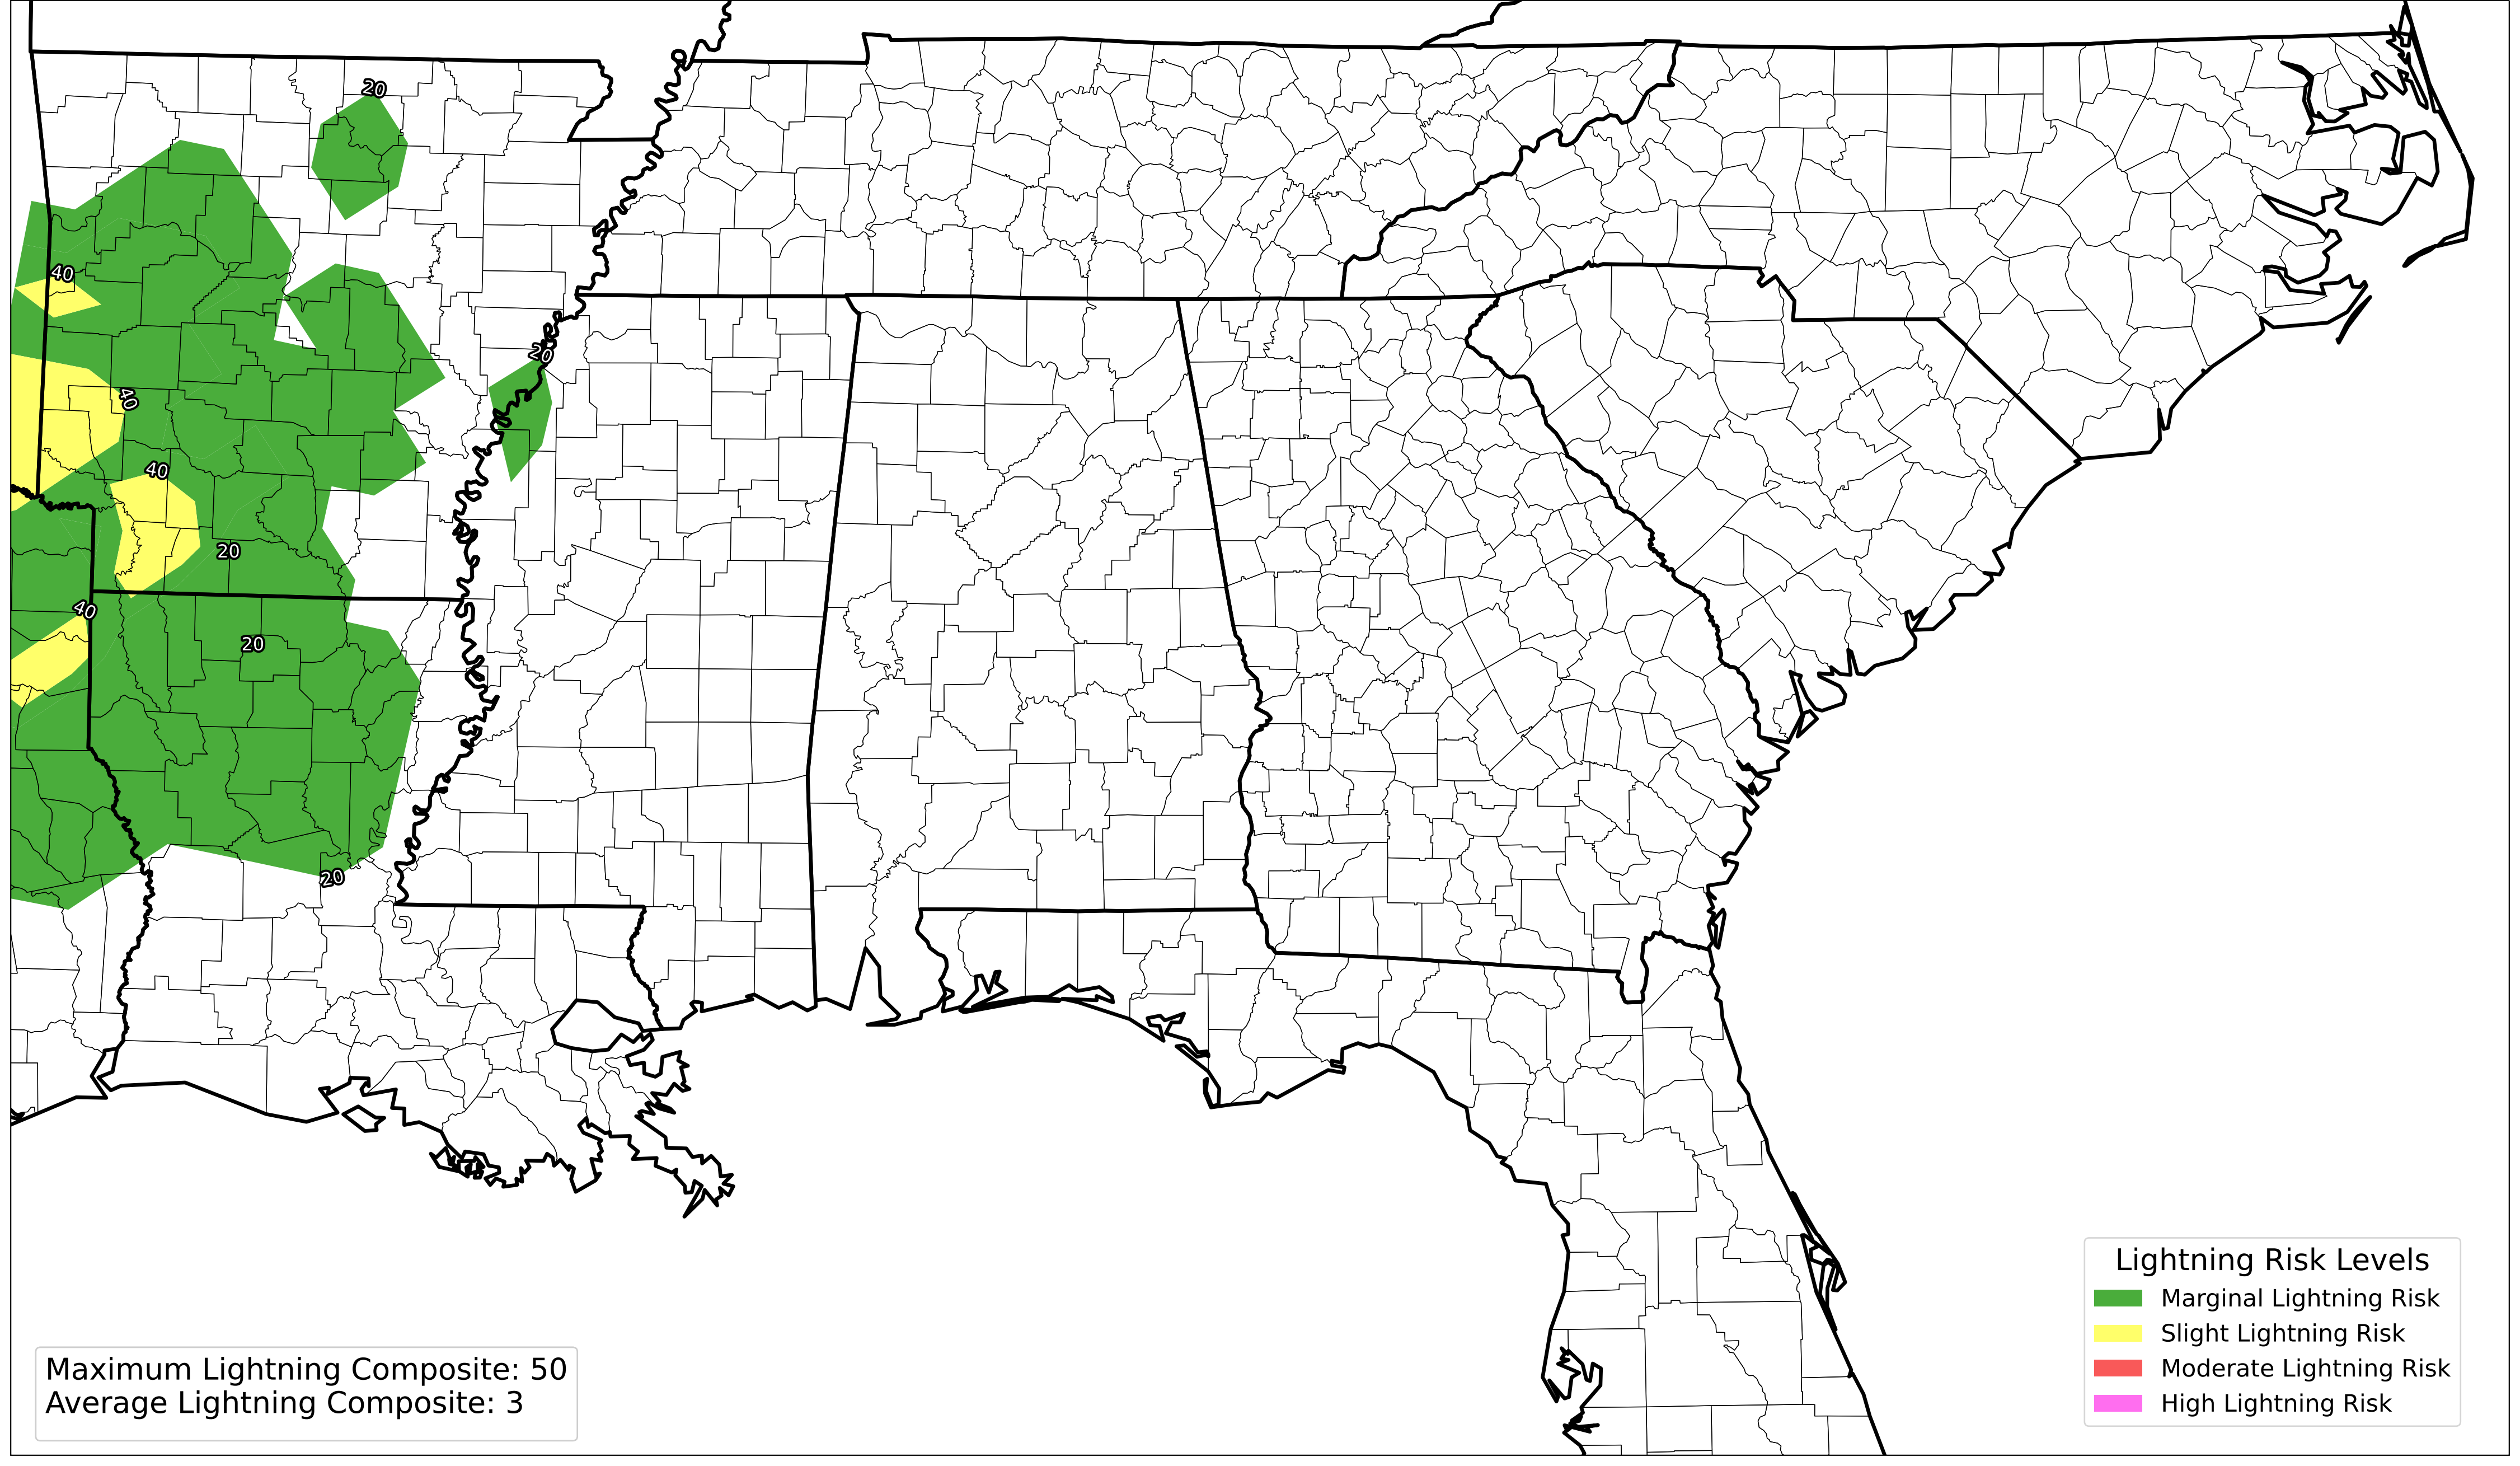 20
40
20
40
40
20
40
20
20
Lightning Risk Levels
Marginal Lightning Risk
Slight Lightning Risk
Moderate Lightning Risk
High Lightning Risk
Maximum Lightning Composite: 50
Average Lightning Composite: 3